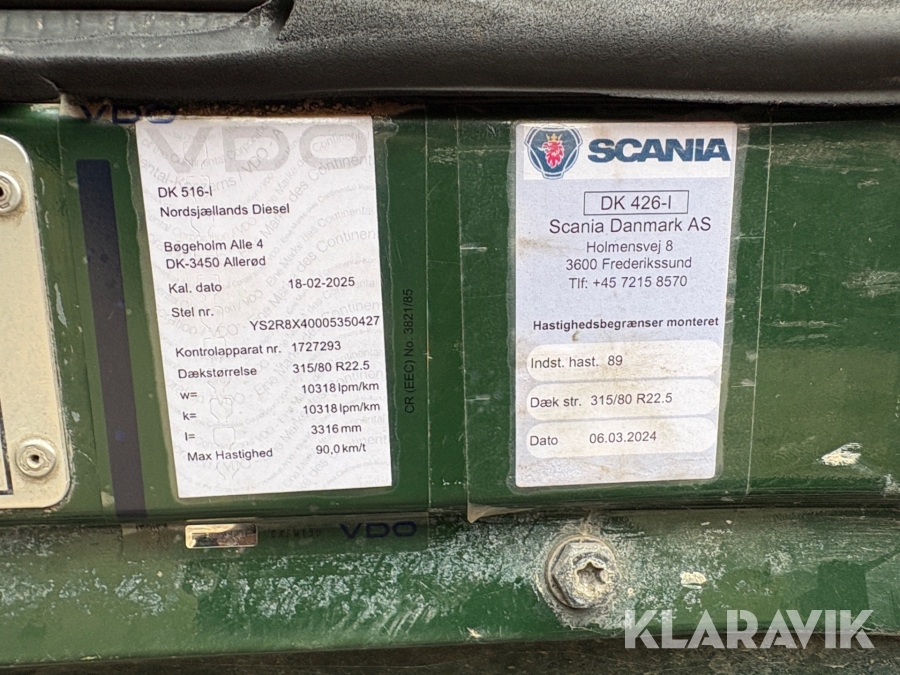 VDO
VDO
DK 516-I
Nordsjællands Diesel
Bøgeholm Alle 4
DK-3450 Allerød
Kal. dato 18-02-2025
Stel nr.
YS2R8X40005350427
Kontrolapparat nr. 1727293
Dækstørrelse 315/80 R22.5
w= 10318 Ipm/km
k= 10318 Ipm/km
l= 3316 mm
Max Hastighed 90,0 km/t
CR (EEC) No. 3821/85
VDO
SCANIA
DK 426-I
Scania Danmark AS
Holmensvej 8
3600 Frederikssund
Tlf: +45 7215 8570
Hastighedsbegrænser monteret
Indst. hast. 89
Dæk str. 315/80 R22.5
Dato 06.03.2024
KLARAVIK